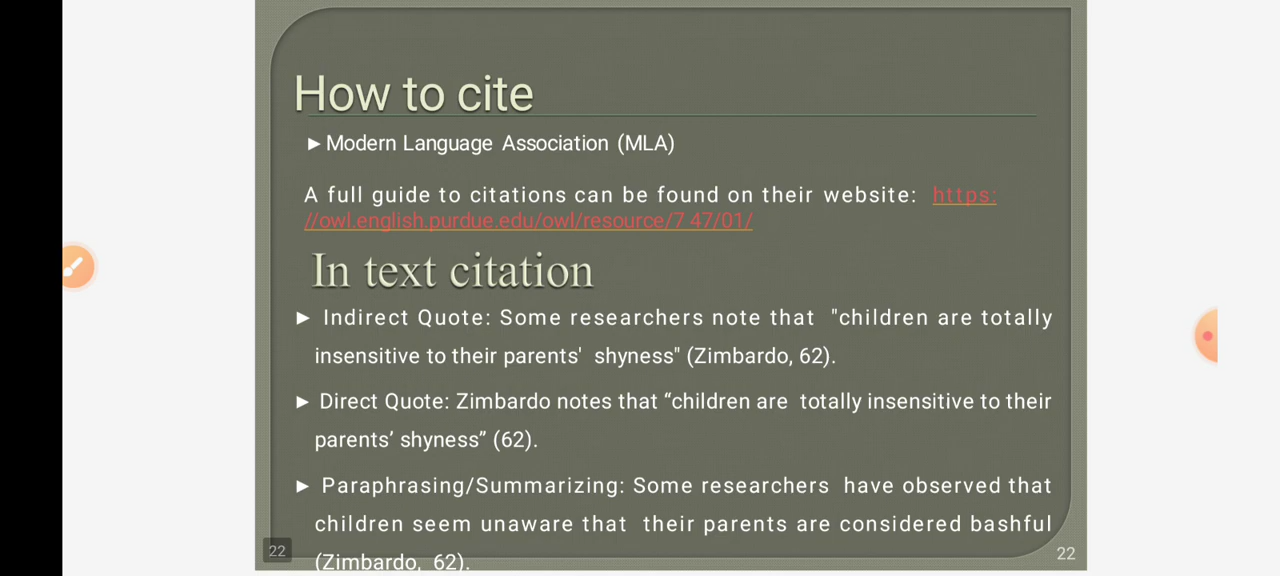 How to cite
►Modern Language Association (MLA)
A full guide to citations can be found on their website: https:
//owl.english.purdue.edu/owl/resource/7 47/01/
In text citation
► Indirect Quote: Some researchers note that "children are totally
insensitive to their parents' shyness" (Zimbardo, 62).
► Direct Quote: Zimbardo notes that “children are totally insensitive to their
parents’ shyness” (62).
► Paraphrasing/Summarizing: Some researchers have observed that
children seem unaware that their parents are considered bashful
(Zimbardo, 62).
22
22